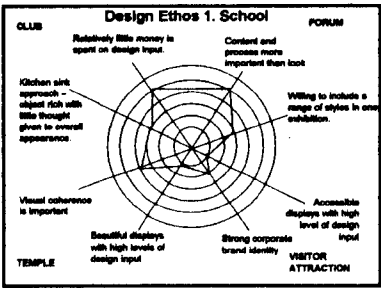 Design Ethos 1. School
CLUB
FORUM
Relatively little money is
spent on design input.
Content and
process more
important than look
Kitchen sink
approach –
object rich with
little thought
given to overall
appearance.
Willing to include a
range of styles in one
exhibition.
Visual coherence
is important
Accessible
displays with high
level of design
input
Beautiful displays
with high levels of
design input
Strong corporate
brand identity
TEMPLE
VISITOR
ATTRACTION